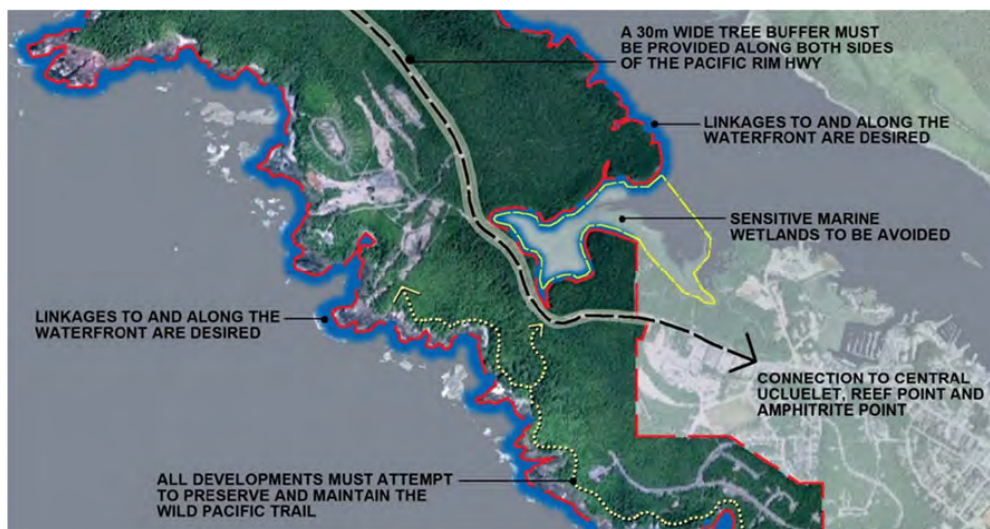 A 30m WIDE TREE BUFFER MUST
BE PROVIDED ALONG BOTH SIDES
OF THE PACIFIC RIM HWY
LINKAGES TO AND ALONG THE
WATERFRONT ARE DESIRED
SENSITIVE MARINE
WETLANDS TO BE AVOIDED
LINKAGES TO AND ALONG THE
WATERFRONT ARE DESIRED
CONNECTION TO CENTRAL
UCLUELET, REEF POINT AND
AMPHITRITE POINT
ALL DEVELOPMENTS MUST ATTEMPT
TO PRESERVE AND MAINTAIN THE
WILD PACIFIC TRAIL